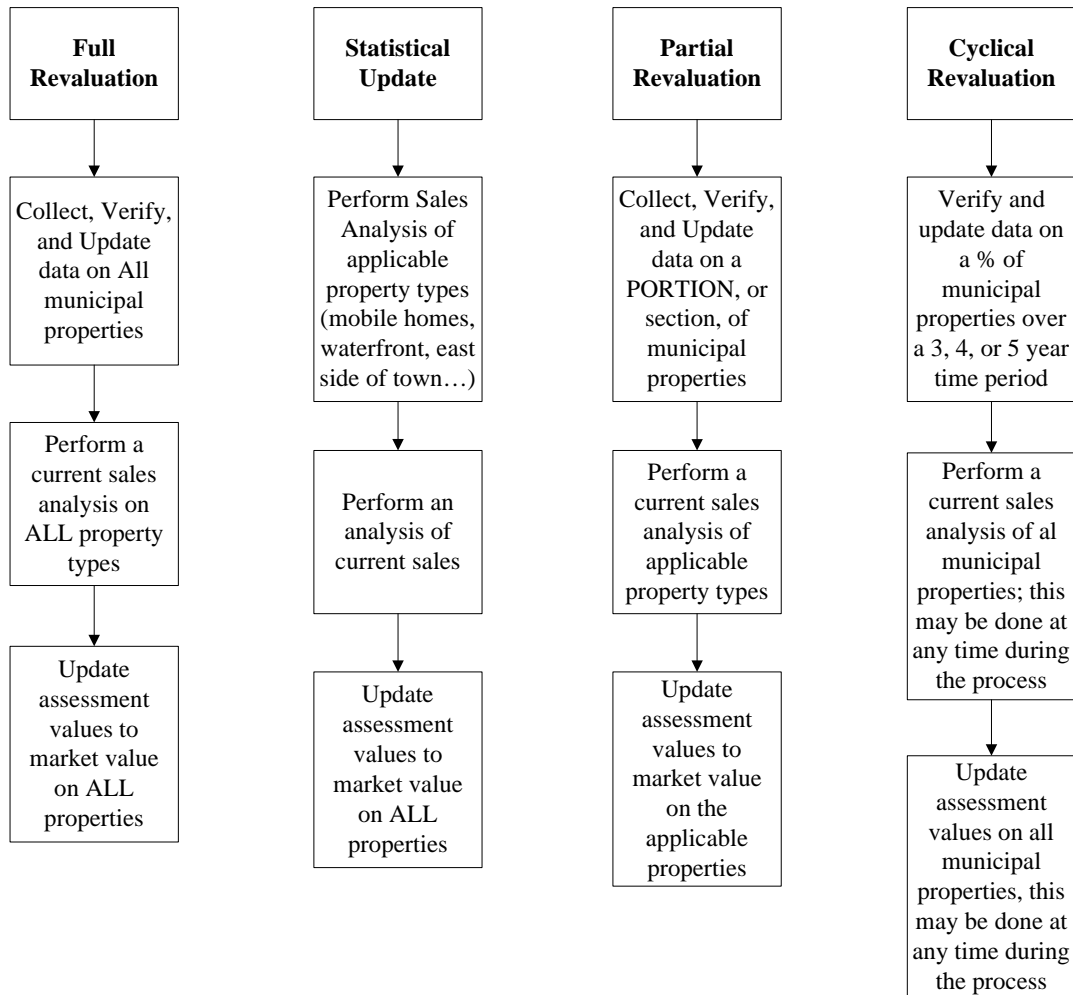 Full
Revaluation
Collect, Verify,
and Update
data on All
municipal
properties
Perform a
current sales
analysis on
ALL property
types
Update
assessment
values to
market value
on ALL
properties
Statistical
Update
Perform Sales
Analysis of
applicable
property types
(mobile homes,
waterfront, east
side of town…)
Perform an
analysis of
current sales
Update
assessment
values to
market value
on ALL
properties
Partial
Revaluation
Collect, Verify,
and Update
data on a
PORTION, or
section, of
municipal
properties
Perform a
current sales
analysis of
applicable
property types
Update
assessment
values to
market value
on the
applicable
properties
Cyclical
Revaluation
Verify and
update data on
a % of
municipal
properties over
a 3, 4, or 5 year
time period
Perform a
current sales
analysis of al
municipal
properties; this
may be done at
any time during
the process
Update
assessment
values on all
municipal
properties, this
may be done at
any time during
the process